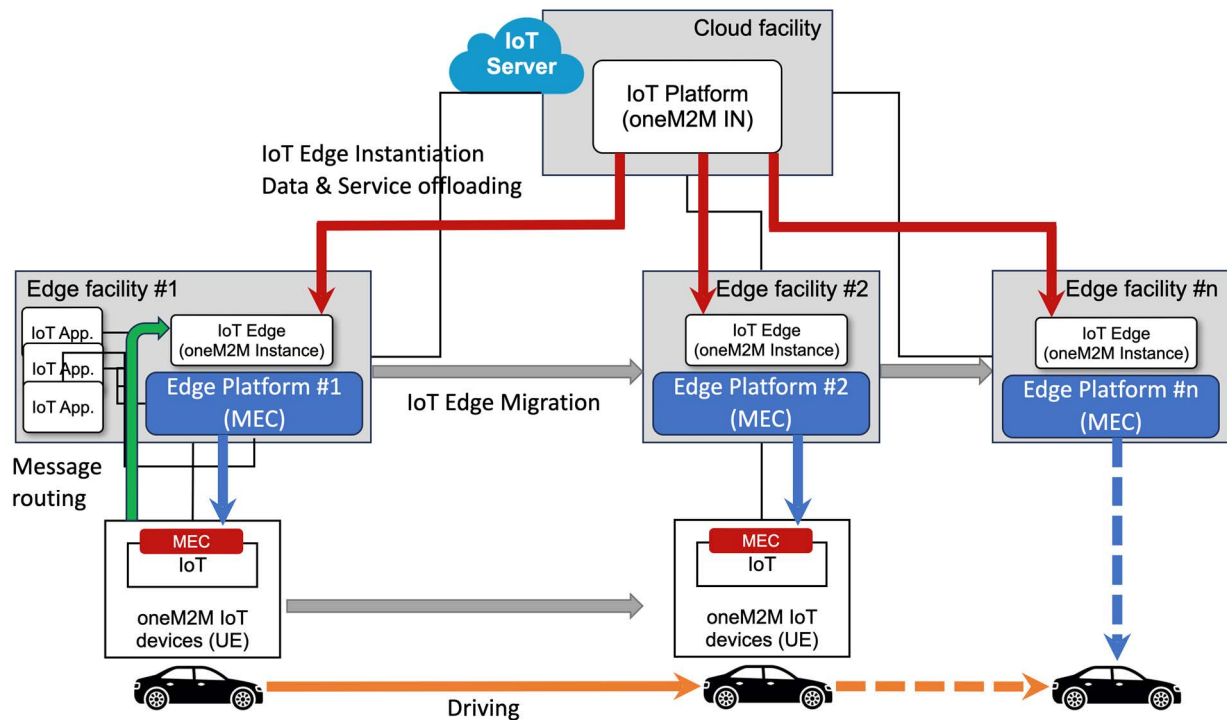 Cloud facility
IoT
Server
IoT Platform
(oneM2M IN)
IoT Edge Instantiation
Data & Service offloading
Edge facility #1
IoT App.
IoT App.
IoT App.
IoT Edge
(oneM2M Instance)
Edge Platform #1
(MEC)
Edge facility #2
IoT Edge
(oneM2M Instance)
Edge Platform #2
(MEC)
Edge facility #n
IoT Edge
(oneM2M Instance)
Edge Platform #n
(MEC)
IoT Edge Migration
Message
routing
MEC
IoT
oneM2M IoT
devices (UE)
MEC
IoT
oneM2M IoT
devices (UE)
Driving